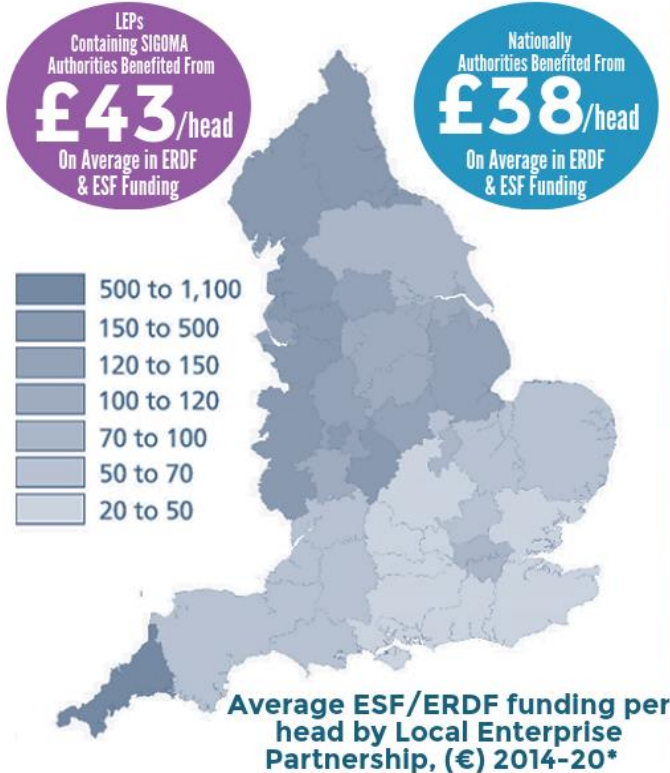 LEPs
Containing SIGOMA
Authorities Benefited From
£43/head
On Average in ERDF
& ESF Funding
Nationally
Authorities Benefited From
£38/head
On Average in ERDF
& ESF Funding
500 to 1,100
150 to 500
120 to 150
100 to 120
70 to 100
50 to 70
20 to 50
Average ESF/ERDF funding per
head by Local Enterprise
Partnership, (€) 2014-20*